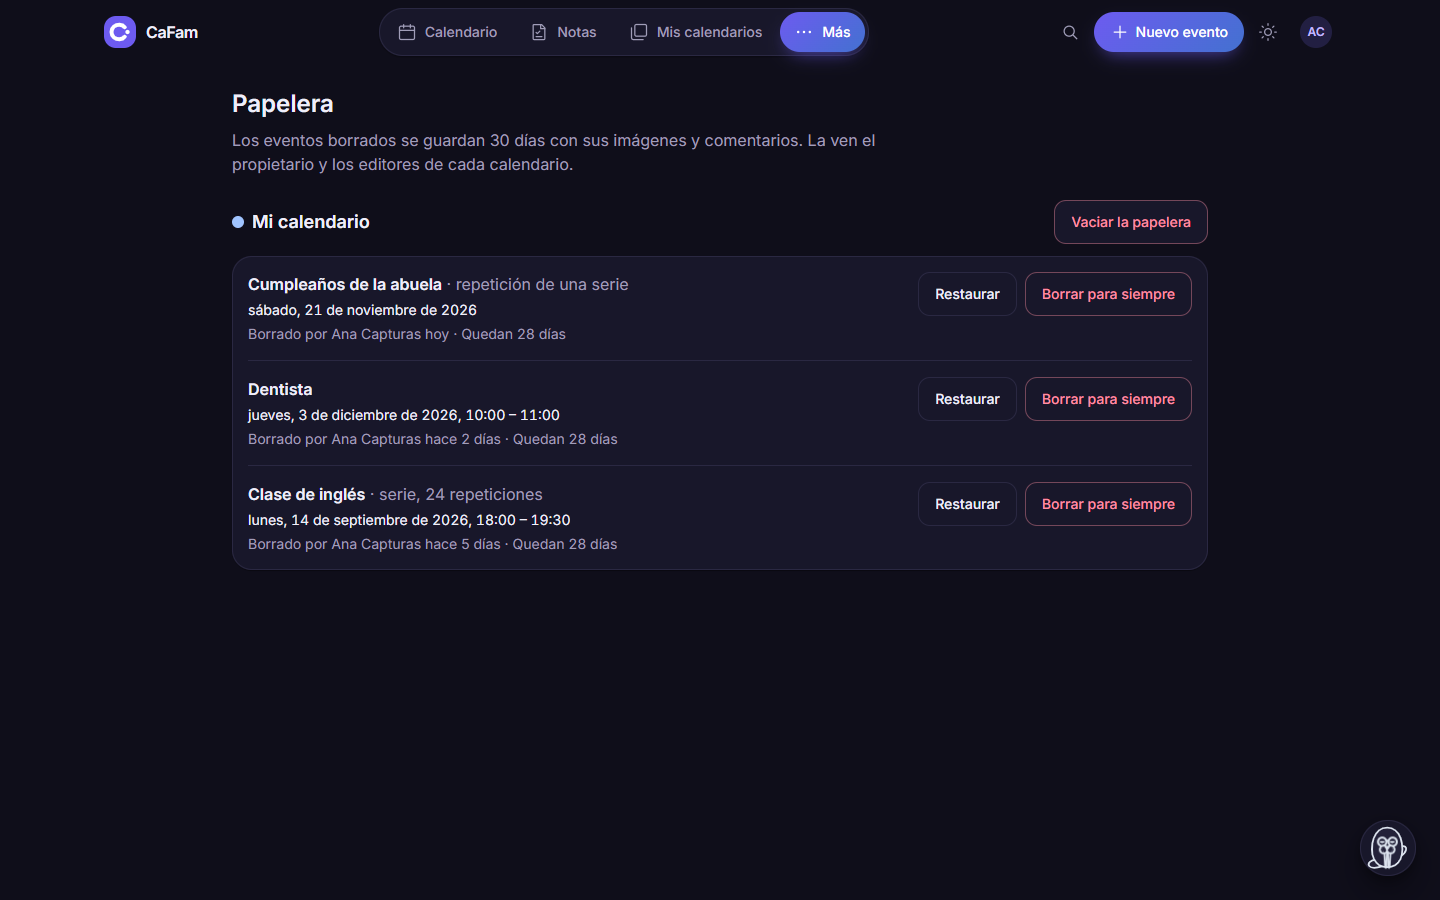 CaFam
Calendario
Notas
Mis calendarios
Más
Nuevo evento
AC
Papelera
Los eventos borrados se guardan 30 días con sus imágenes y comentarios. La ven el
propietario y los editores de cada calendario.
Mi calendario
Vaciar la papelera
Cumpleaños de la abuela · repetición de una serie
sábado, 21 de noviembre de 2026
Borrado por Ana Capturas hoy · Quedan 28 días
Restaurar
Borrar para siempre
Dentista
jueves, 3 de diciembre de 2026, 10:00 – 11:00
Borrado por Ana Capturas hace 2 días · Quedan 28 días
Restaurar
Borrar para siempre
Clase de inglés · serie, 24 repeticiones
lunes, 14 de septiembre de 2026, 18:00 – 19:30
Borrado por Ana Capturas hace 5 días · Quedan 28 días
Restaurar
Borrar para siempre